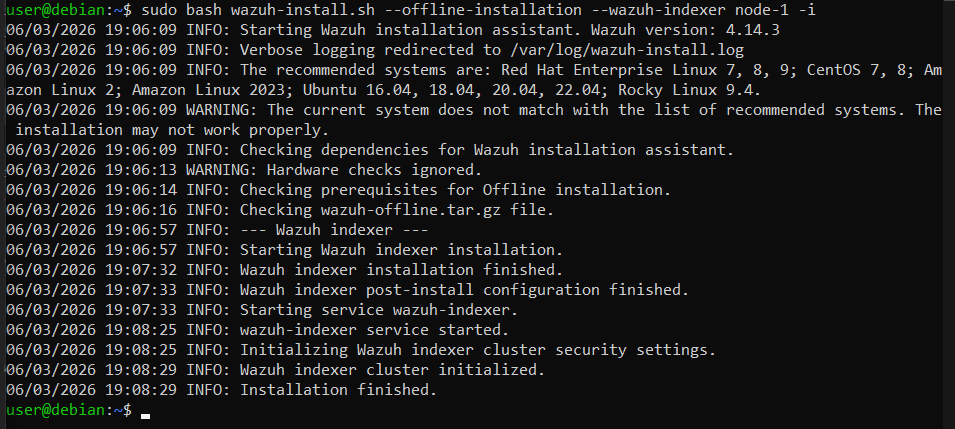 user@debian:~$ sudo bash wazuh-install.sh --offline-installation --wazuh-indexer node-1 -i
06/03/2026 19:06:09 INFO: Starting Wazuh installation assistant. Wazuh version: 4.14.3
06/03/2026 19:06:09 INFO: Verbose logging redirected to /var/log/wazuh-install.log
06/03/2026 19:06:09 INFO: The recommended systems are: Red Hat Enterprise Linux 7, 8, 9; CentOS 7, 8; Am
azon Linux 2; Amazon Linux 2023; Ubuntu 16.04, 18.04, 20.04, 22.04; Rocky Linux 9.4.
06/03/2026 19:06:09 WARNING: The current system does not match with the list of recommended systems. The
 installation may not work properly.
06/03/2026 19:06:09 INFO: Checking dependencies for Wazuh installation assistant.
06/03/2026 19:06:13 WARNING: Hardware checks ignored.
06/03/2026 19:06:14 INFO: Checking prerequisites for Offline installation.
06/03/2026 19:06:16 INFO: Checking wazuh-offline.tar.gz file.
06/03/2026 19:06:57 INFO: --- Wazuh indexer ---
06/03/2026 19:06:57 INFO: Starting Wazuh indexer installation.
06/03/2026 19:07:32 INFO: Wazuh indexer installation finished.
06/03/2026 19:07:33 INFO: Wazuh indexer post-install configuration finished.
06/03/2026 19:07:33 INFO: Starting service wazuh-indexer.
06/03/2026 19:08:25 INFO: wazuh-indexer service started.
06/03/2026 19:08:25 INFO: Initializing Wazuh indexer cluster security settings.
06/03/2026 19:08:29 INFO: Wazuh indexer cluster initialized.
06/03/2026 19:08:29 INFO: Installation finished.
user@debian:~$